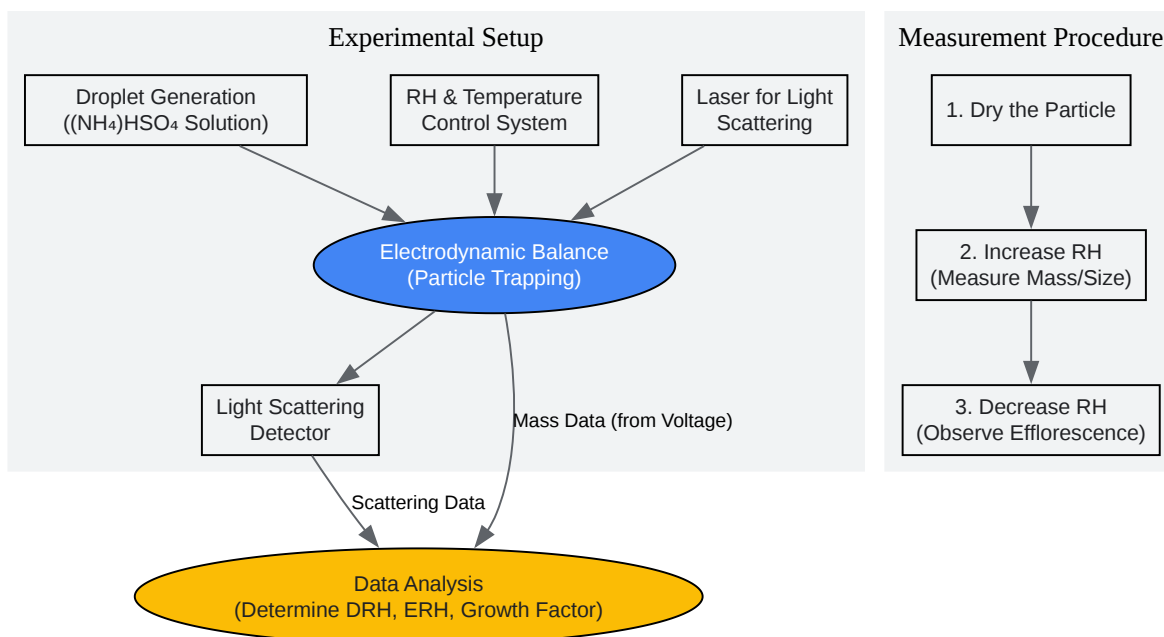 Experimental Setup
Droplet Generation
((NH₄)HSO₄ Solution)
RH & Temperature
Control System
Laser for Light
Scattering
Electrodynamic Balance
(Particle Trapping)
Light Scattering
Detector
Mass Data (from Voltage)
Scattering Data
Data Analysis
(Determine DRH, ERH, Growth Factor)
Measurement Procedure
1. Dry the Particle
2. Increase RH
(Measure Mass/Size)
3. Decrease RH
(Observe Efflorescence)